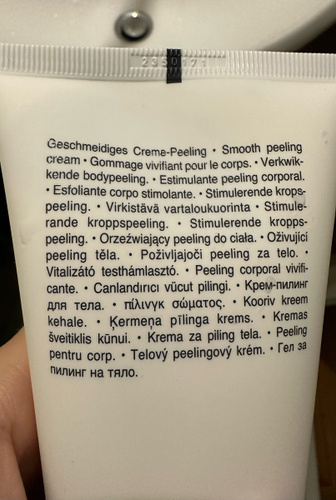 Geschmeidiges Creme-Peeling • Smooth peeling
cream • Gommage vivifiant pour le corps. • Verkwik-
kende bodypeeling. • Estimulante peeling corporal.
• Esfoliante corpo stimolante. • Stimulerende krops-
peeling. • Virkistävä vartalokuorinta • Stimule-
rande kroppspeeling. • Stimulerende kropps-
peeling. • Orzeźwiający peeling do ciała. • Oživující
peeling těla. • Poživljajoči peeling za telo. •
Vitalizátó testhámlasztó. • Peeling corporal vivifi-
cante. • Canlandırıcı vücut pilingi. • Крем-пилинг
для тела. • πίλινγκ σώματος. • Kooriv kreem
kehale. • Ķermeņa pīlinga krems. • Kremas
šveitiklis kūnui. • Krema za piling tela. • Peeling
pentru corp. • Telový peelingový krém. • Гел за
пилинг на тяло.